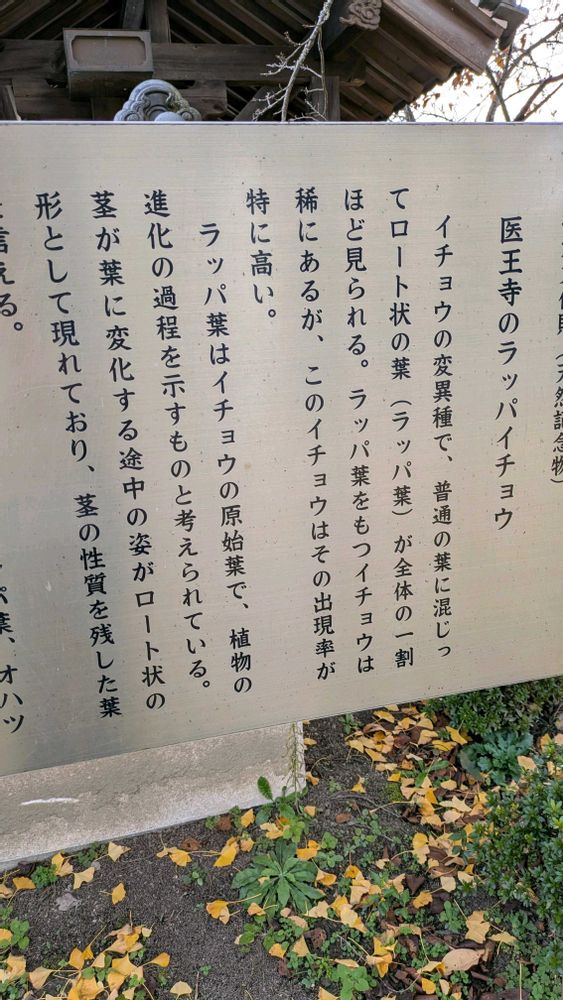 （天然記念物）
医王寺のラッパイチョウ
イチョウの変異種で、普通の葉に混じっ
てロート状の葉（ラッパ葉）が全体の一割
ほど見られる。ラッパ葉をもつイチョウは
稀にあるが、このイチョウはその出現率が
特に高い。
ラッパ葉はイチョウの原始葉で、植物の
進化の過程を示すものと考えられている。
茎が葉に変化する途中の姿がロート状の
形として現れており、茎の性質を残した葉
と言える。
パ葉、オハツ